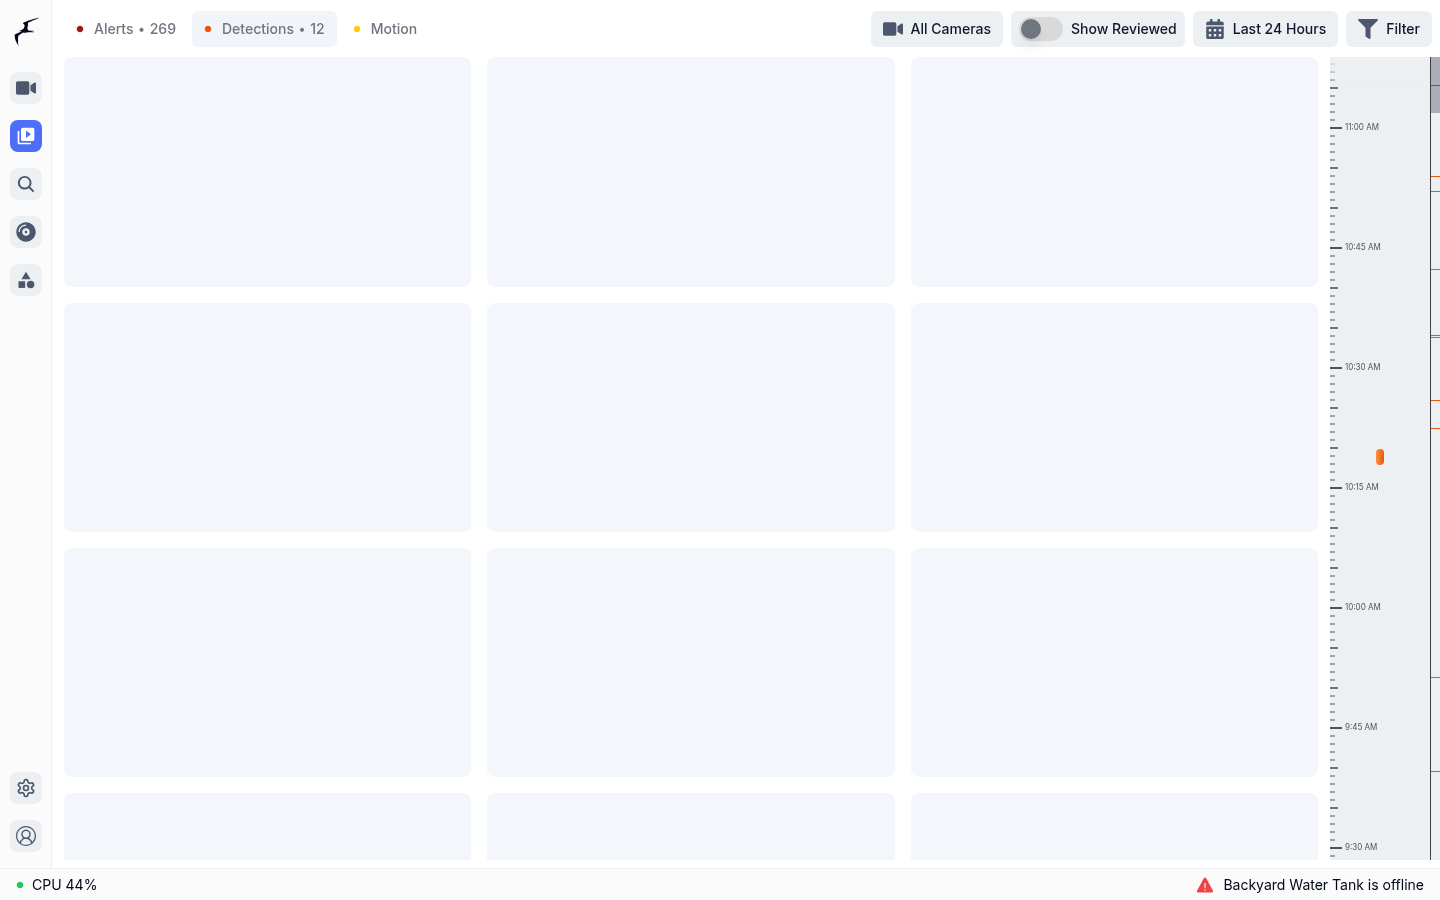 Alerts • 269
Detections • 12
Motion
All Cameras
Show Reviewed
Last 24 Hours
Filter
11:00 AM
10:45 AM
10:30 AM
10:15 AM
10:00 AM
9:45 AM
9:30 AM
CPU 44%
Backyard Water Tank is offline